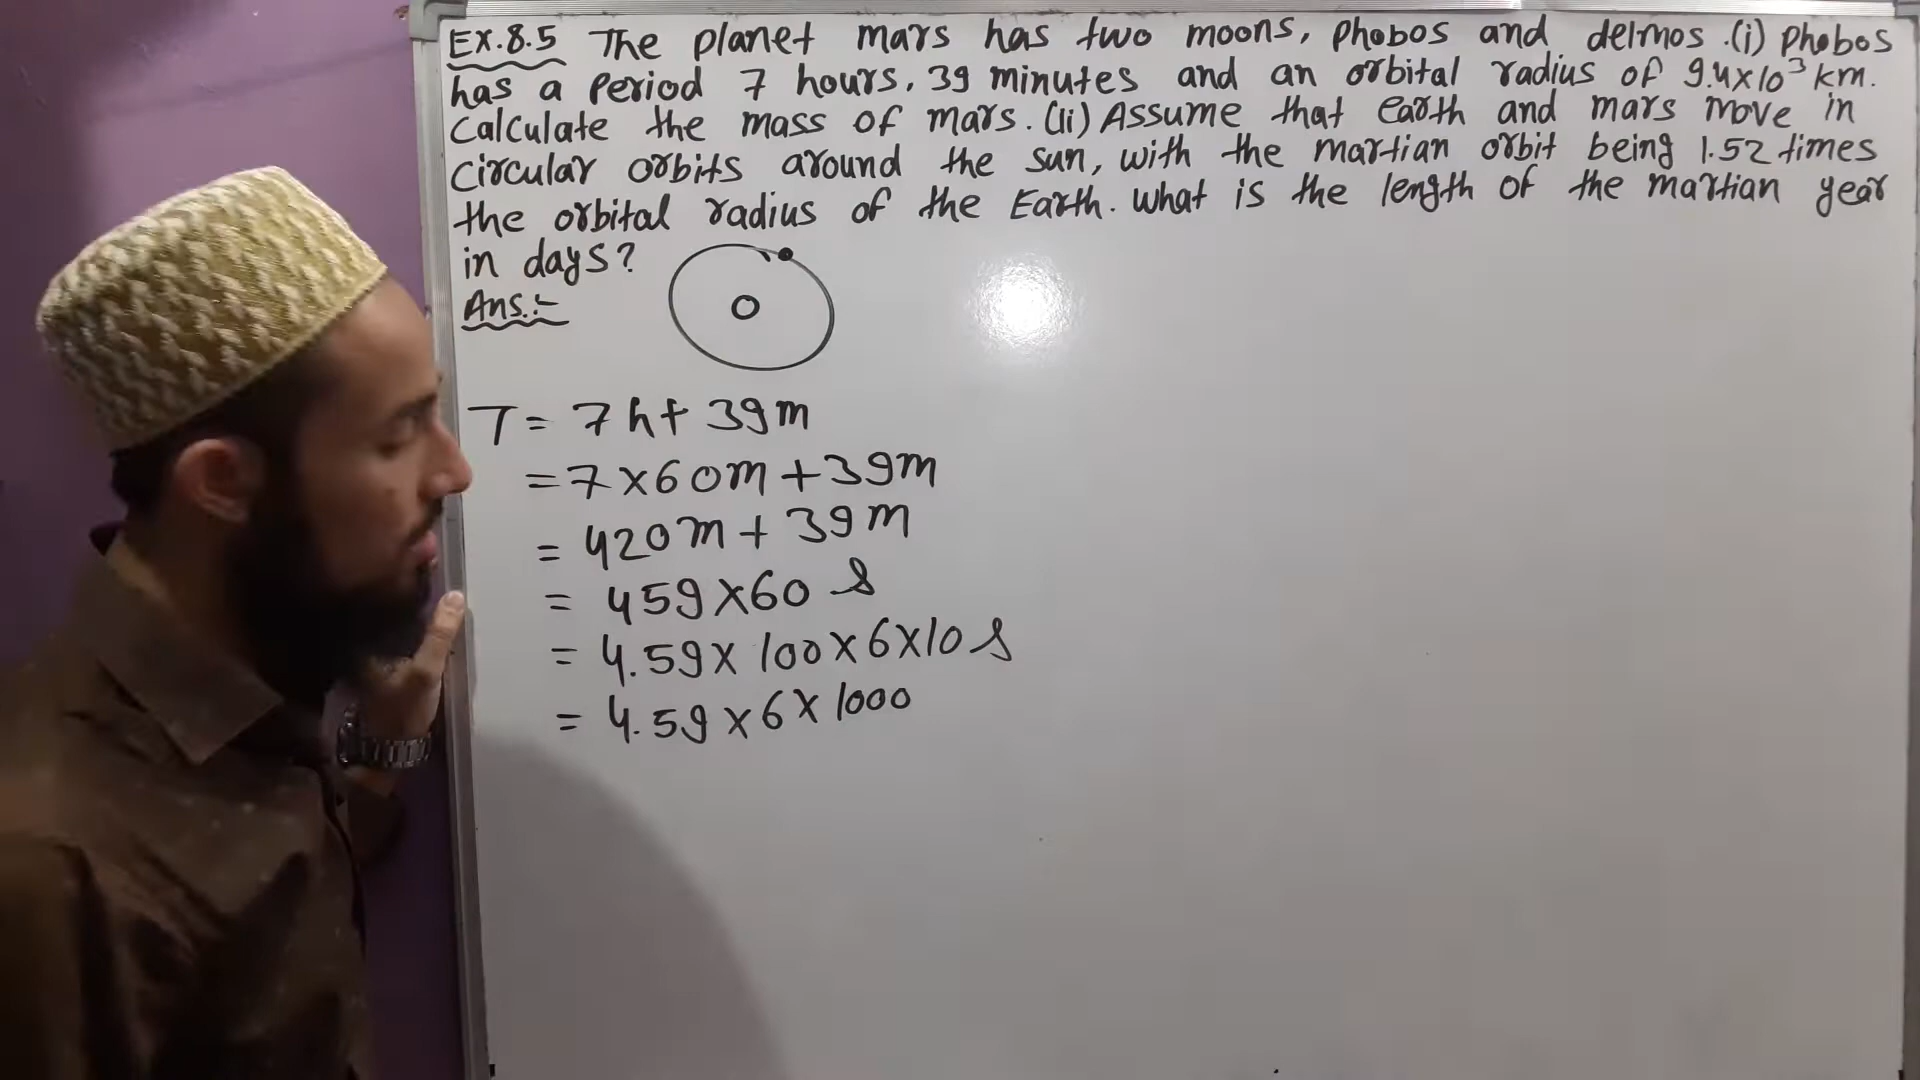 Ex.8.5 The planet mars has two moons, Phobos and delmos.(i) Phobos
has a Period 7 hours, 39 minutes and an orbital radius of 9.4x10³ km.
Calculate the mass of mars. (ii) Assume that earth and mars move in
Circular orbits around the sun, with the martian orbit being 1.52 times
the orbital radius of the Earth. What is the length of the martian year
in days?
Ans.:-
T = 7h + 39m
= 7 x 60m + 39m
= 420m + 39m
= 459 x 60 s
= 4.59 x 100 x 6 x 10 s
= 4.59 x 6 x 1000